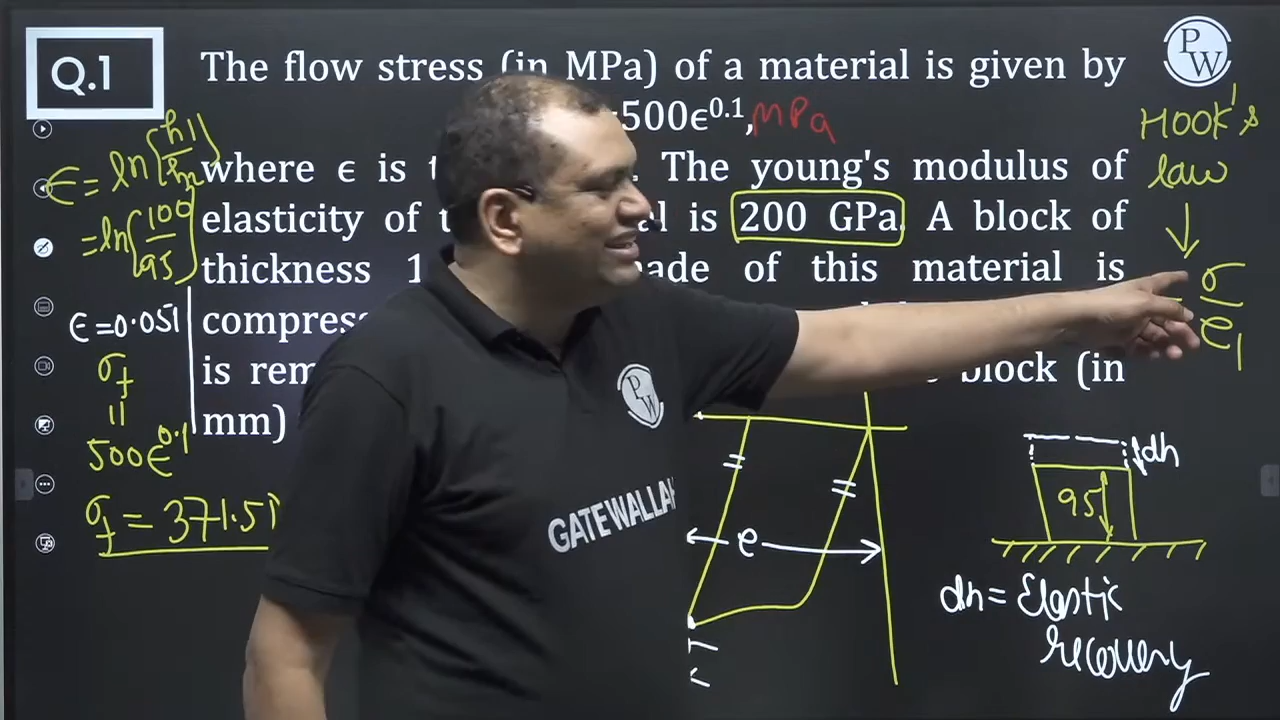 Q.1
The flow stress (in MPa) of a material is given by
=500ϵ^0.1, MPa
where ϵ is t . The young's modulus of
elasticity of t l is 200 GPa. A block of
thickness 1 ade of this material is
compres
is rem block (in
mm)
PW
Hook's
law
σ
e1
ϵ = ln[h1
= ln[100
95]
ϵ=0.051
σf
=
500ϵ^0.1
σf = 371.51
e
PW
GATEWALLAH
dh
95
dh = Elastic
recovery